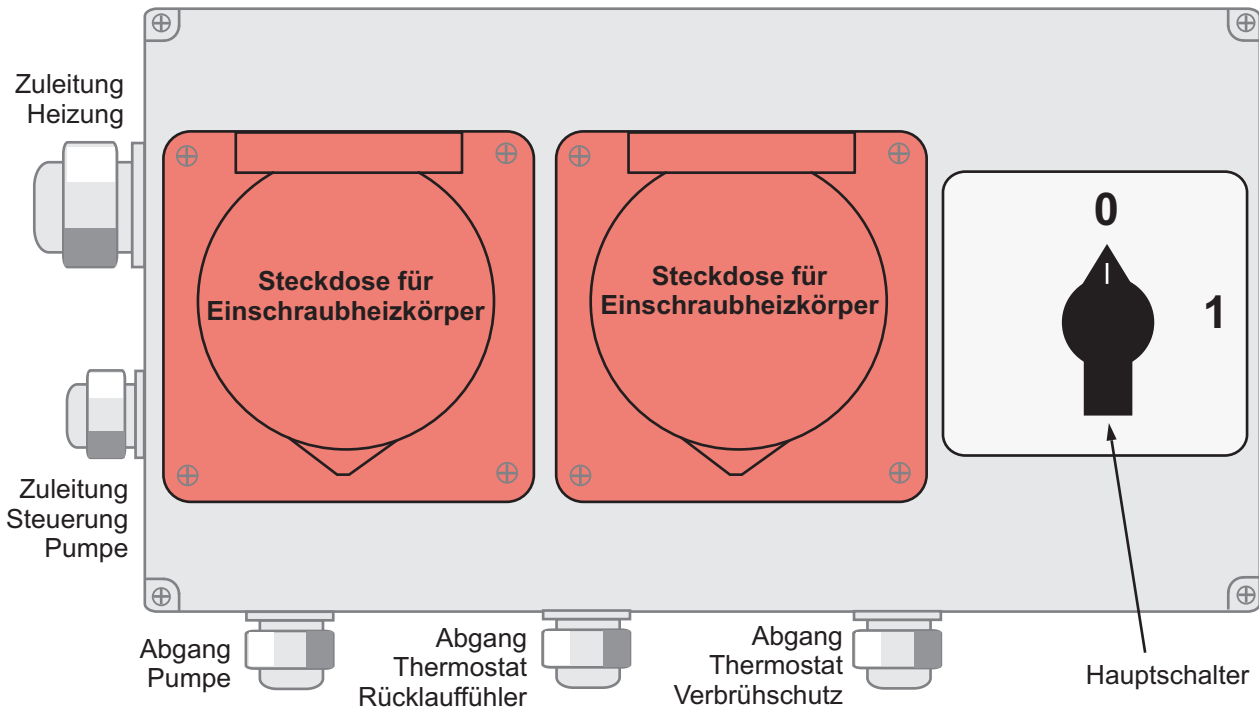 Zuleitung
Heizung
Steckdose für
Einschraubheizkörper
Steckdose für
Einschraubheizkörper
0
1
Zuleitung
Steuerung
Pumpe
Abgang
Pumpe
Abgang
Thermostat
Rücklauffühler
Abgang
Thermostat
Verbrühschutz
Hauptschalter